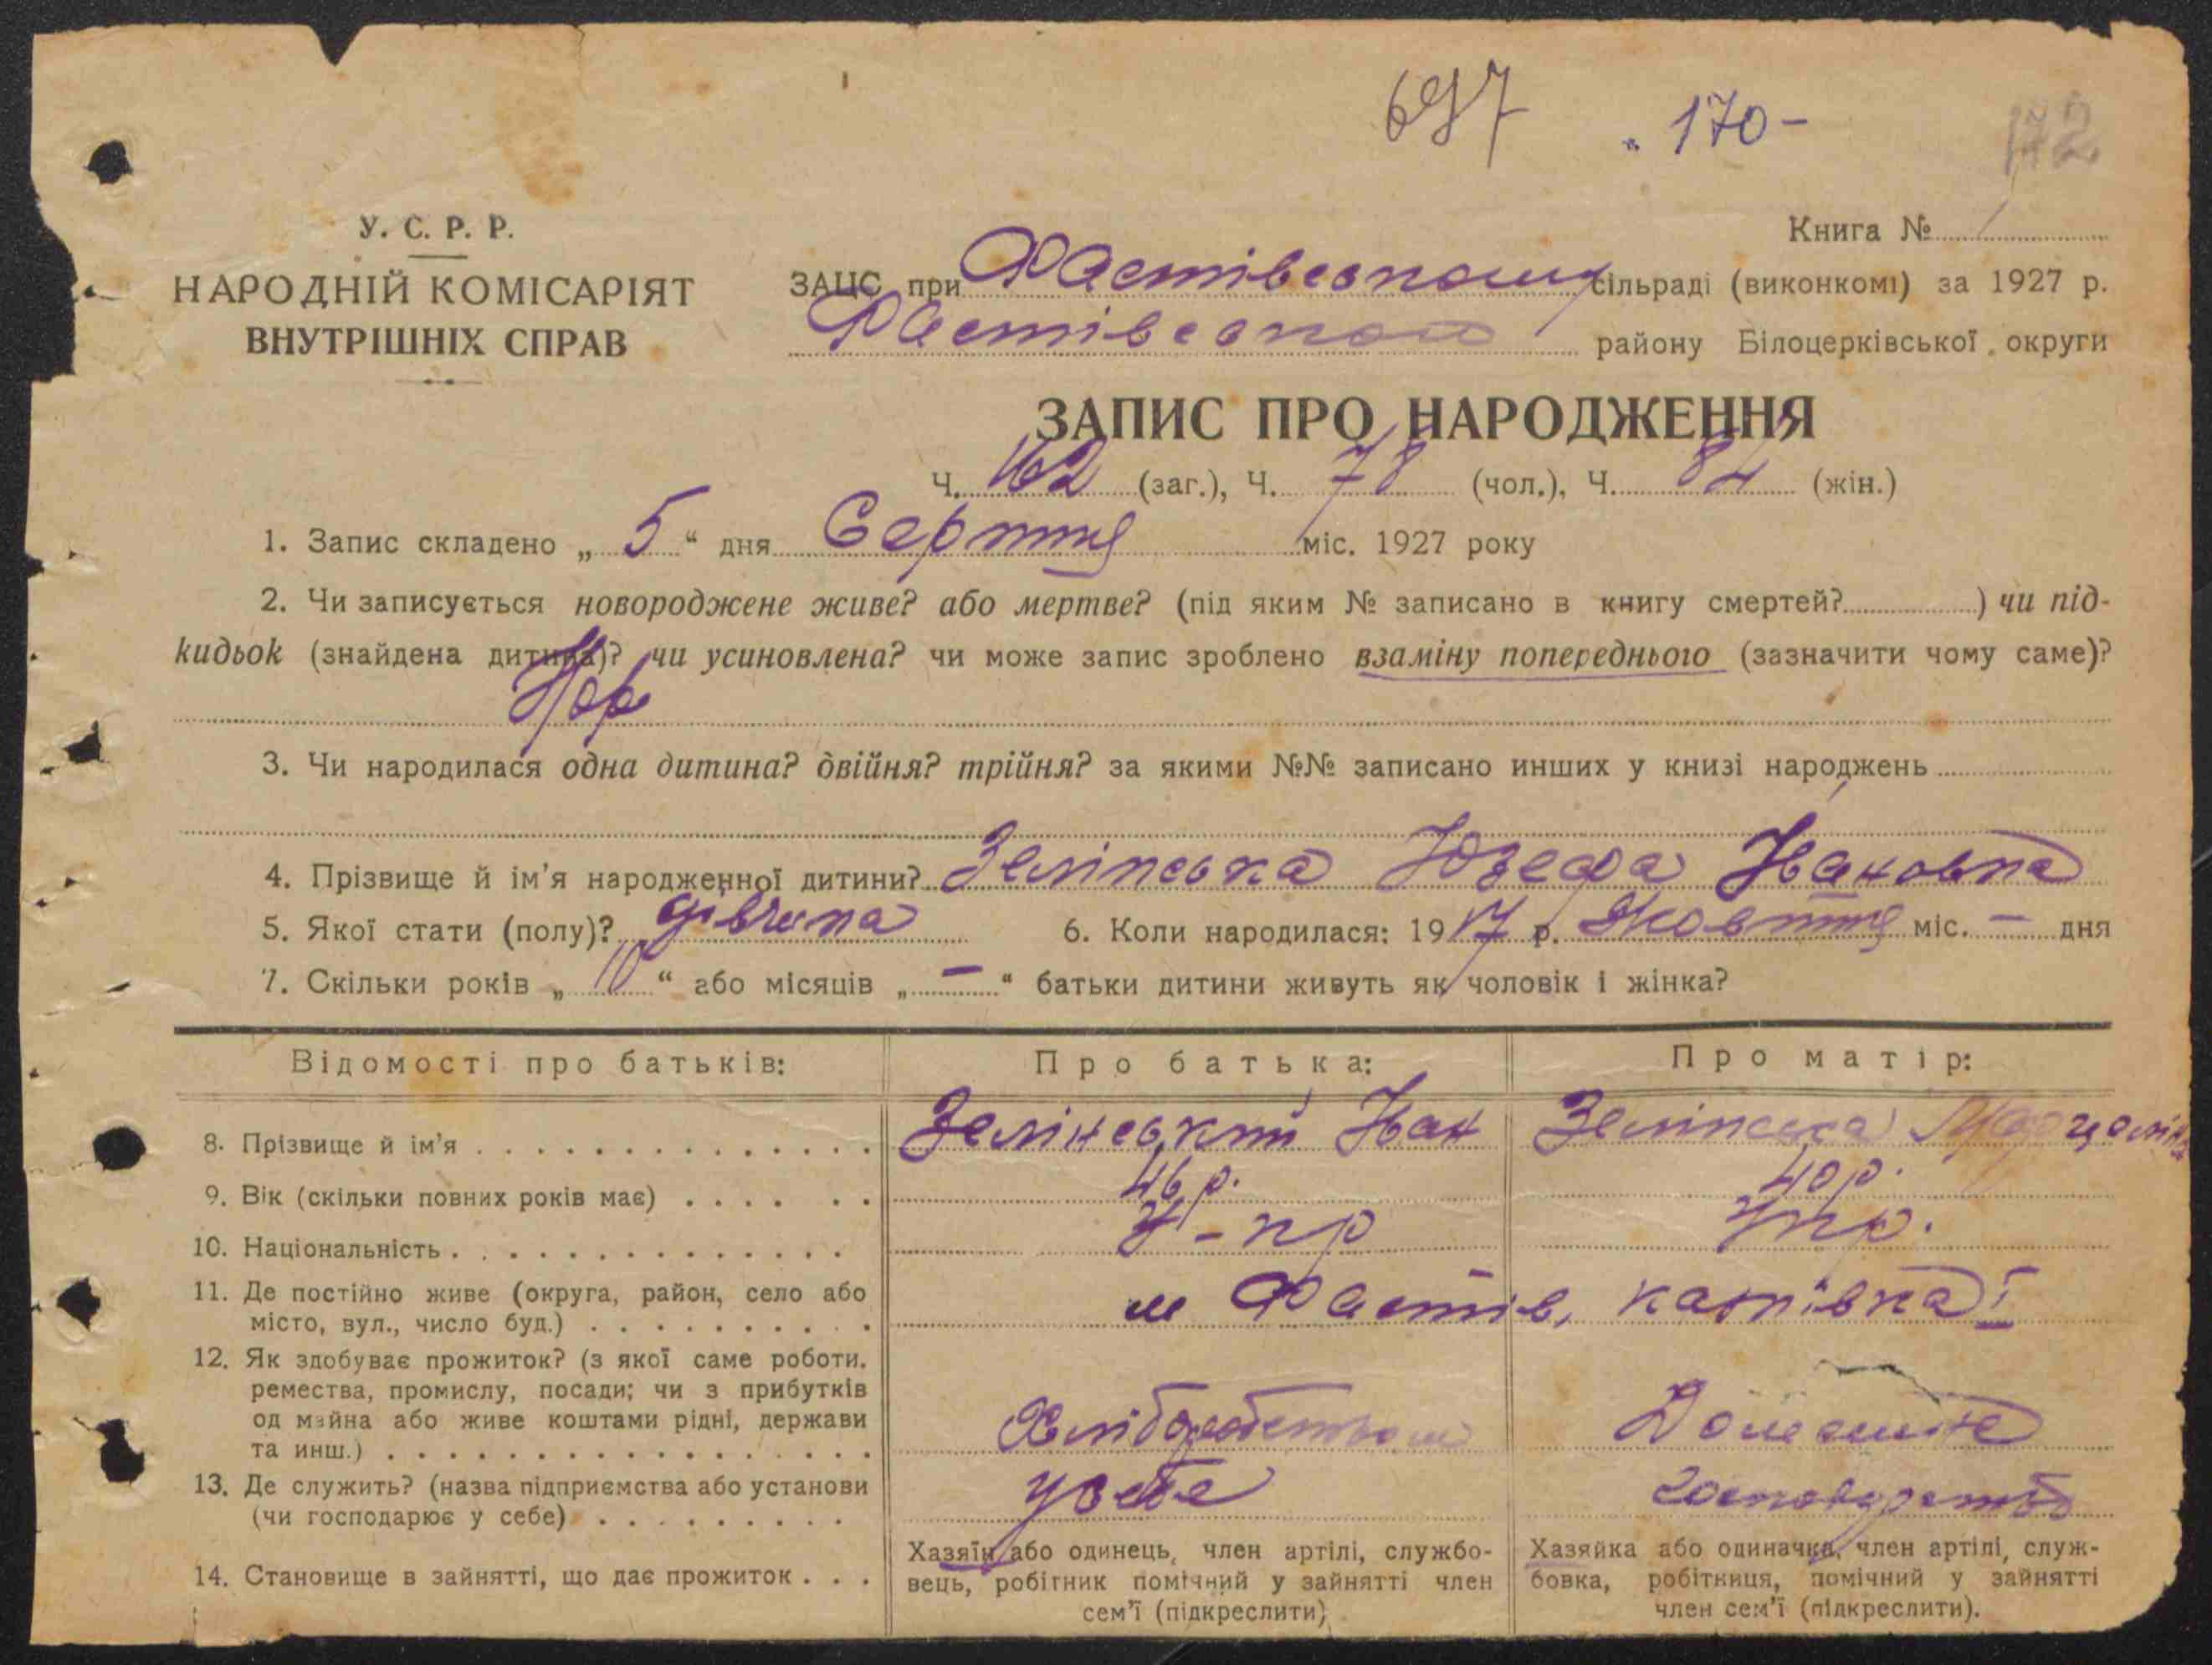 697 170- 172
У. С. Р. Р.
НАРОДНІЙ КОМІСАРІЯТ
ВНУТРІШНІХ СПРАВ
Книга № 1
ЗАЦС при Фастівському сільраді (виконкомі) за 1927 р.
Фастівського району Білоцерківської округи
ЗАПИС ПРО НАРОДЖЕННЯ
Ч. 162 (заг.), Ч. 78 (чол.), Ч. 84 (жін.)
1. Запис складено „ 5 “ дня Серпня міс. 1927 року
2. Чи записується новороджене живе? або мертве? (під яким № записано в книгу смертей? ) чи під-
кидьок (знайдена дитина)? чи усиновлена? чи може запис зроблено взаміну попереднього (зазначити чому саме)?
3. Чи народилася одна дитина? двійня? трійня? за якими №№ записано инших у книзі народжень
4. Прізвище й ім’я народженної дитини? Зелінська Юзефа Івановна
5. Якої стати (полу)? дівчина 6. Коли народилася: 1917 р. Жовтня міс. — дня
7. Скільки років „ 10 “ або місяців „ — “ батьки дитини живуть як чоловік і жінка?
Відомості про батьків: Про батька: Про матір:
8. Прізвище й ім’я . . . Зелінський Іван Зелінська Марцеліна
9. Вік (скільки повних років має) . . . 46 р. 40 р.
10. Національність . . . У-кр Укр.
11. Де постійно живе (округа, район, село або
місто, вул., число буд.) . . . м Фастів,
12. Як здобуває прожиток? (з якої саме роботи.
ремества, промислу, посади; чи з прибутків
од майна або живе коштами рідні, держави
та инш.) . . . Хліборобством Домашнє
13. Де служить? (назва підприємства або установи
(чи господарює у себе) . . . у себе господарство
14. Становище в зайнятті, що дає прожиток . . .
Хазяїн або одинець, член артілі, службо-
вець, робітник помічний у зайнятті член
сем’ї (підкреслити)
Хазяйка або одиначка, член артілі, служ-
бовка, робітниця, помічний у зайнятті
член сем’ї (підкреслити).